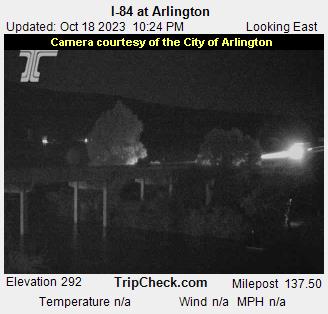 I-84 at Arlington
Updated: Oct 18 2023 10:24 PM Looking East
Camera courtesy of the City of Arlington
Elevation 292 TripCheck.com Milepost 137.50
Temperature n/a Wind n/a MPH n/a